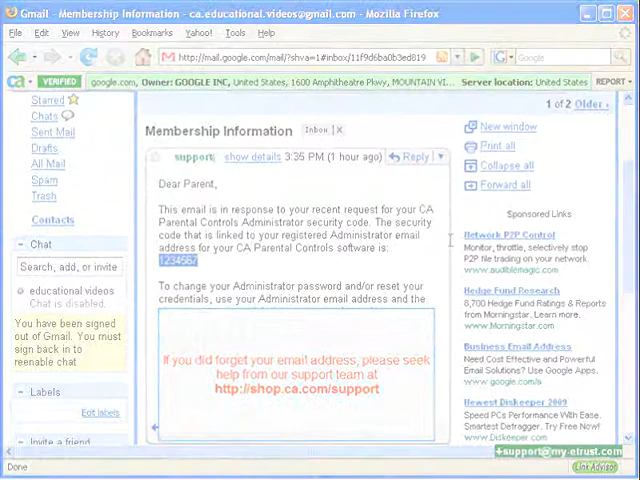 Gmail - Membership Information - ca.educational.videos@gmail.com - Mozilla Firefox
File Edit View History Bookmarks Yahoo! Tools Help
http://mail.google.com/mail/?shva=1#inbox/11f9d6ba0b3ed819
Google
ca VERIFIED google.com, Owner: GOOGLE INC, United States, 1600 Amphitheatre Pkwy, MOUNTAIN VI... Server location: United States REPORT
Starred
Chats
Sent Mail
Drafts
All Mail
Spam
Trash
Contacts
Chat
Search, add, or invite
educational videos
Chat is disabled.
You have been signed
out of Gmail. You must
sign back in to
reenable chat
Labels
Edit labels
Invite a friend
1 of 2 Older ›
Membership Information Inbox X
support show details 3:35 PM (1 hour ago) Reply
Dear Parent,
This email is in response to your recent request for your CA
Parental Controls Administrator security code. The security
code that is linked to your registered Administrator email
address for your CA Parental Controls software is:
1234567
To change your Administrator password and/or reset your
credentials, use your Administrator email address and the
If you did forget your email address, please seek
help from our support team at
http://shop.ca.com/support
New window
Print all
Collapse all
Forward all
Sponsored Links
Network P2P Control
Monitor, throttle, selectively stop
P2P file trading on your network.
www.audiblemagic.com
Hedge Fund Research
8,700 Hedge Fund Ratings & Reports
from Morningstar. Learn More!
www.Morningstar.com
Business Email Address
Need Cost Effective and Powerful
Email Solutions? Use Google Apps.
www.google.com/a
Newest Diskeeper 2009
Speed PCs Performance With Ease.
Smartest Defragger. Try Free Now!
www.Diskeeper.com
+support@my-etrust.com
Done
Link Advisor